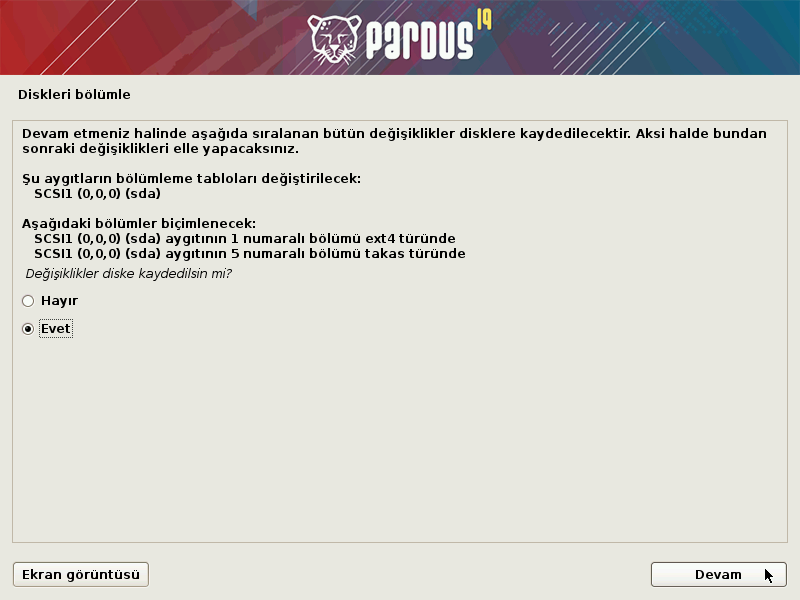 pardus 19
Diskleri bölümle
Devam etmeniz halinde aşağıda sıralanan bütün değişiklikler disklere kaydedilecektir. Aksi halde bundan
sonraki değişiklikleri elle yapacaksınız.
Şu aygıtların bölümleme tabloları değiştirilecek:
SCSI1 (0,0,0) (sda)
Aşağıdaki bölümler biçimlenecek:
SCSI1 (0,0,0) (sda) aygıtının 1 numaralı bölümü ext4 türünde
SCSI1 (0,0,0) (sda) aygıtının 5 numaralı bölümü takas türünde
Değişiklikler diske kaydedilsin mi?
Hayır
Evet
Ekran görüntüsü
Devam